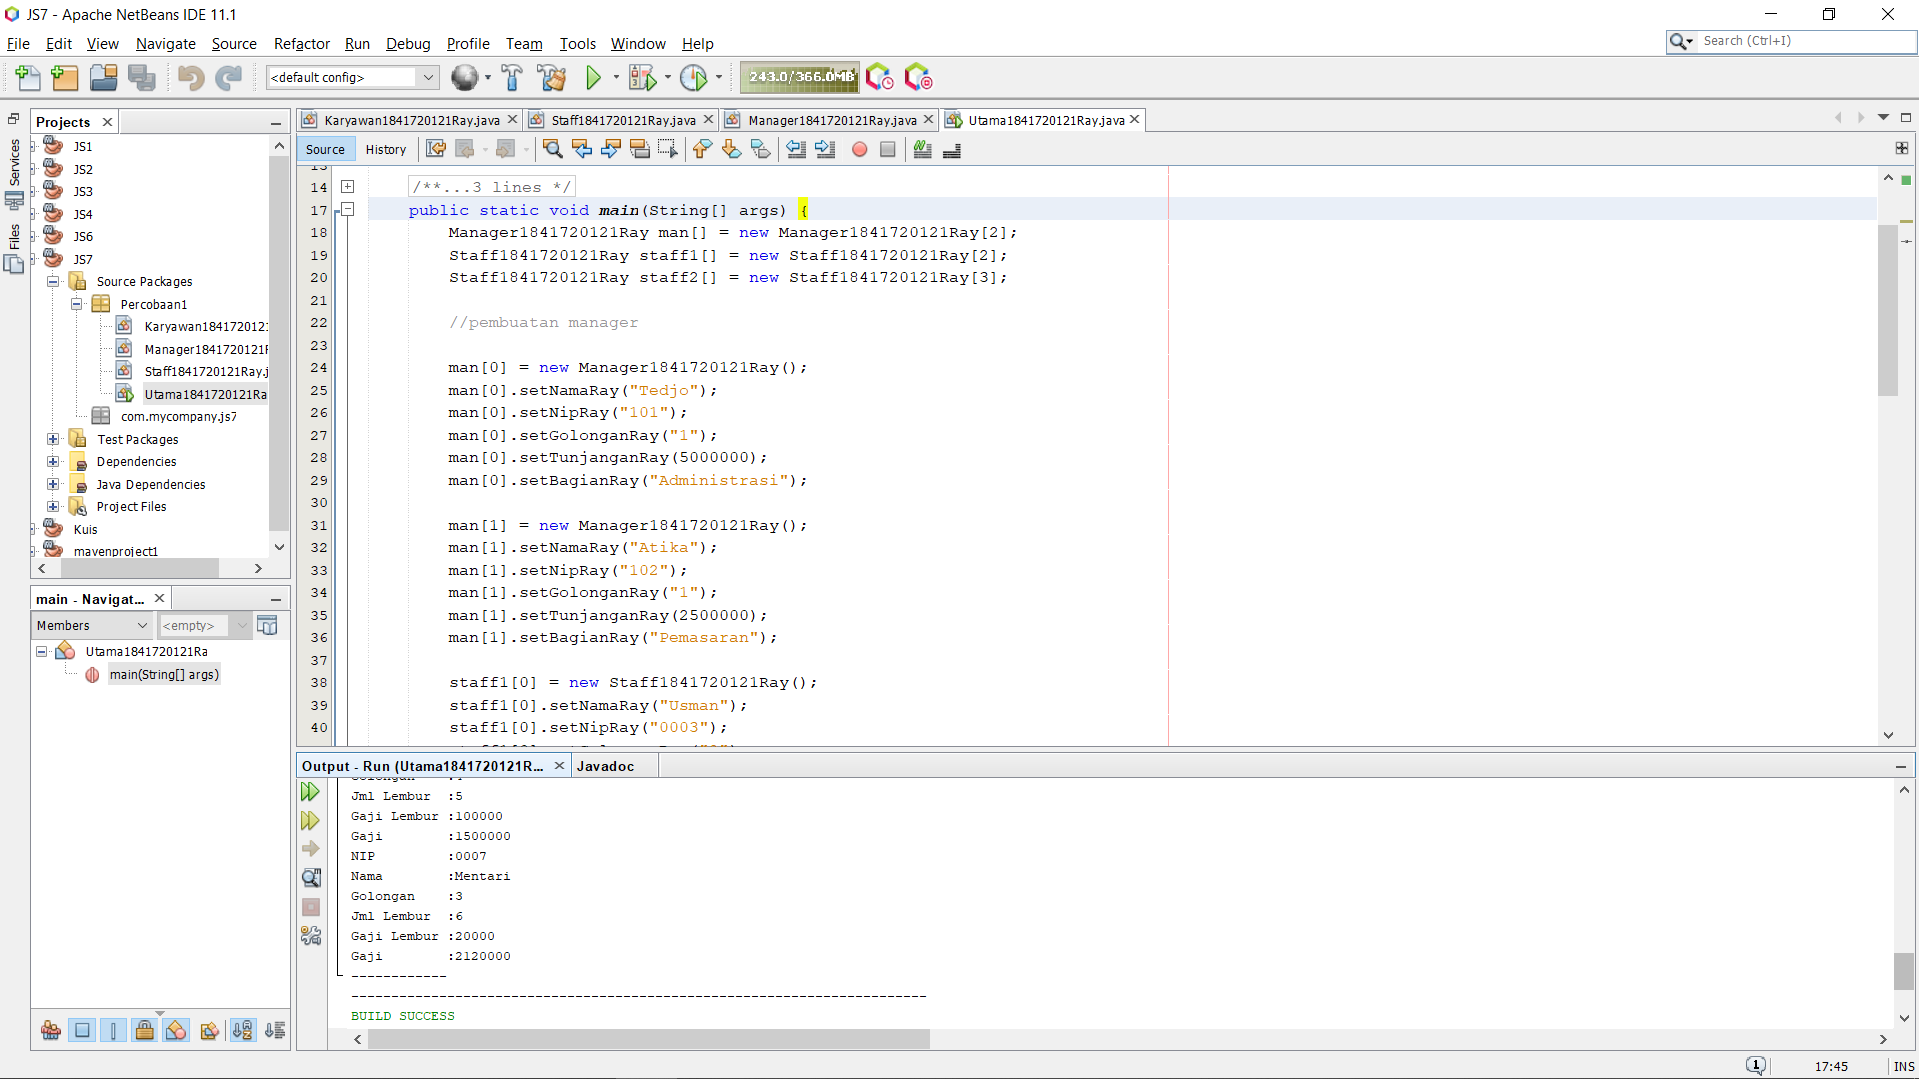 JS7 - Apache NetBeans IDE 11.1
File Edit View Navigate Source Refactor Run Debug Profile Team Tools Window Help
Search (Ctrl+I)
<default config>
243.0/366.0MB
Services
Files
Projects
JS1
JS2
JS3
JS4
JS6
JS7
Source Packages
Percobaan1
Karyawan184172012
Manager1841720121
Staff1841720121Ray.j
Utama1841720121Ra
com.mycompany.js7
Test Packages
Dependencies
Java Dependencies
Project Files
Kuis
mavenproject1
main - Navigat...
Members
<empty>
Utama1841720121Ra
main(String[] args)
Karyawan1841720121Ray.java Staff1841720121Ray.java Manager1841720121Ray.java Utama1841720121Ray.java
Source History
14 /**...3 lines */
17 public static void main(String[] args) {
18 Manager1841720121Ray man[] = new Manager1841720121Ray[2];
19 Staff1841720121Ray staff1[] = new Staff1841720121Ray[2];
20 Staff1841720121Ray staff2[] = new Staff1841720121Ray[3];
21
22 //pembuatan manager
23
24 man[0] = new Manager1841720121Ray();
25 man[0].setNamaRay("Tedjo");
26 man[0].setNipRay("101");
27 man[0].setGolonganRay("1");
28 man[0].setTunjanganRay(5000000);
29 man[0].setBagianRay("Administrasi");
30
31 man[1] = new Manager1841720121Ray();
32 man[1].setNamaRay("Atika");
33 man[1].setNipRay("102");
34 man[1].setGolonganRay("1");
35 man[1].setTunjanganRay(2500000);
36 man[1].setBagianRay("Pemasaran");
37
38 staff1[0] = new Staff1841720121Ray();
39 staff1[0].setNamaRay("Usman");
40 staff1[0].setNipRay("0003");
Output - Run (Utama1841720121R... Javadoc
Jml Lembur :5
Gaji Lembur :100000
Gaji :1500000
NIP :0007
Nama :Mentari
Golongan :3
Jml Lembur :6
Gaji Lembur :20000
Gaji :2120000
------------
------------------------------------------------------------------------
BUILD SUCCESS
1
17:45
INS